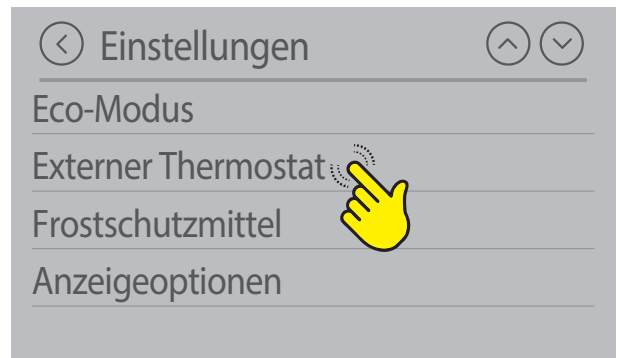 Einstellungen
Eco-Modus
Externer Thermostat
Frostschutzmittel
Anzeigeoptionen